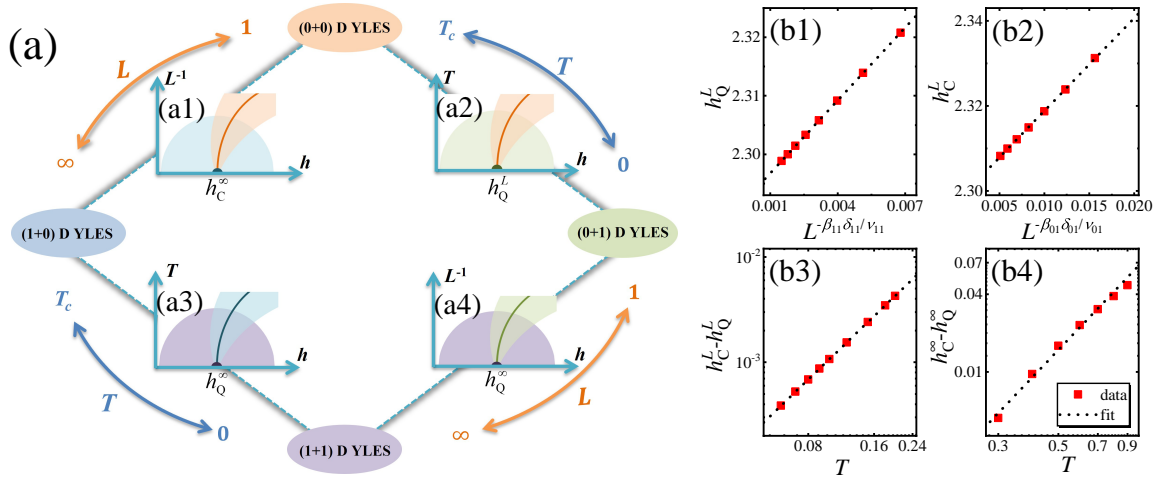 (a)
(0+0) D YLES
1
L
∞
T_c
T
0
L⁻¹
(a1)
h
h_C^∞
T
(a2)
h
h_Q^L
(1+0) D YLES
(0+1) D YLES
T
(a3)
h
h_Q^∞
L⁻¹
(a4)
h
h_Q^∞
T_c
T
0
1
L
∞
(1+1) D YLES
(b1)
h_Q^L
2.32
2.31
2.30
0.001 0.004 0.007
L^{-β₁₁δ₁₁/ν₁₁}
(b2)
h_C^L
2.34
2.33
2.32
2.31
2.30
0.005 0.010 0.015 0.020
L^{-β₀₁δ₀₁/ν₀₁}
(b3)
h_C^L-h_Q^L
10⁻²
10⁻³
0.08 0.16 0.24
T
(b4)
h_C^∞-h_Q^∞
0.07
0.04
0.01
0.3 0.5 0.7 0.9
T
data
fit